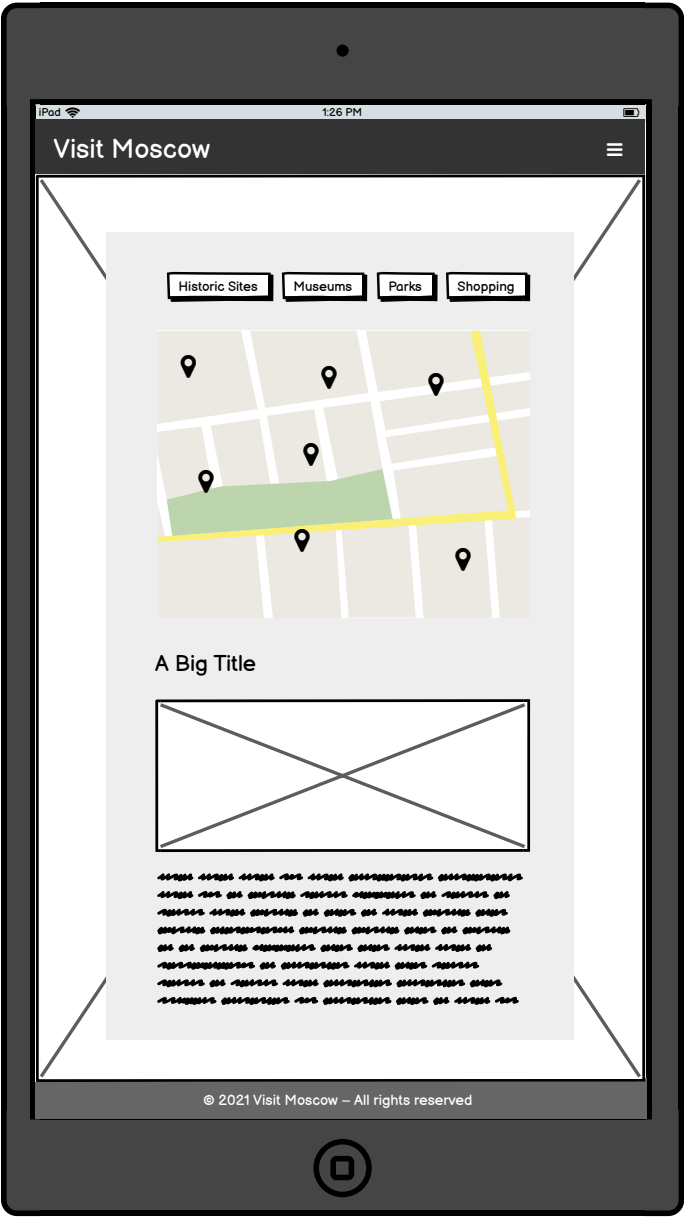 iPad 1:26 PM
Visit Moscow
Historic Sites Museums Parks Shopping
A Big Title
© 2021 Visit Moscow – All rights reserved